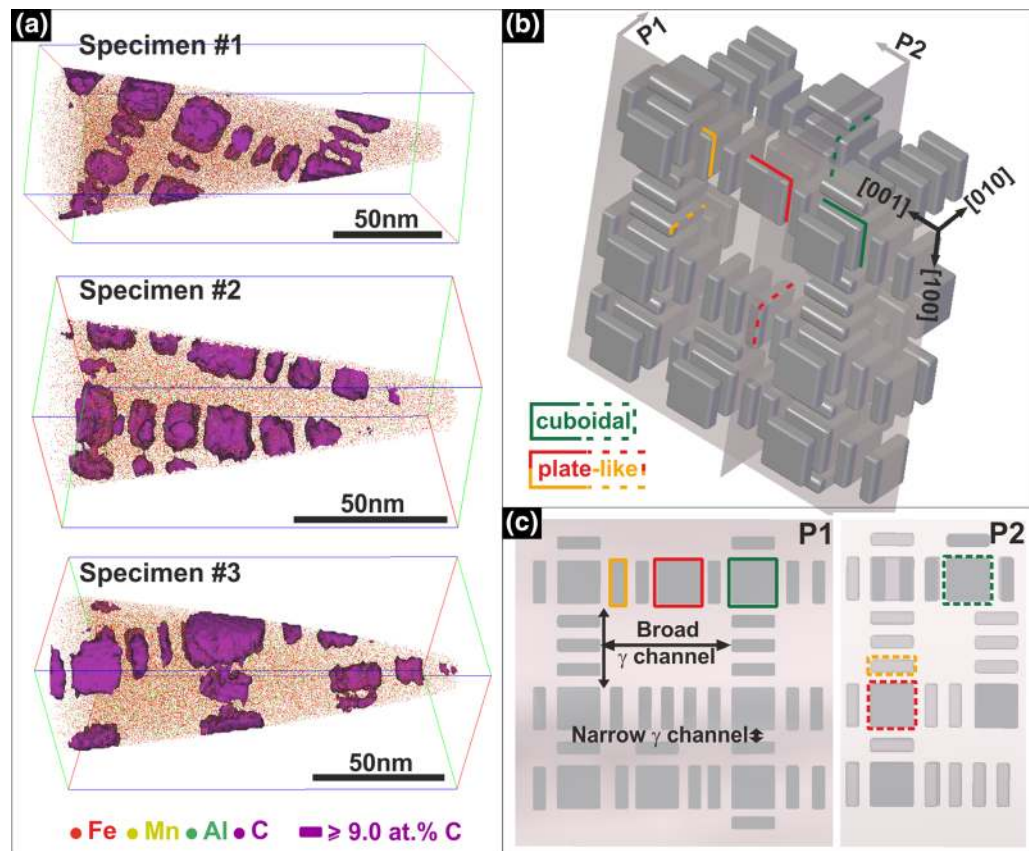 (a)
Specimen #1
50nm
Specimen #2
50nm
Specimen #3
50nm
Fe Mn Al C ≥ 9.0 at.% C
(b)
P1
P2
[001]
[010]
[100]
cuboidal
plate-like
(c)
P1
P2
Broad
γ channel
Narrow γ channel